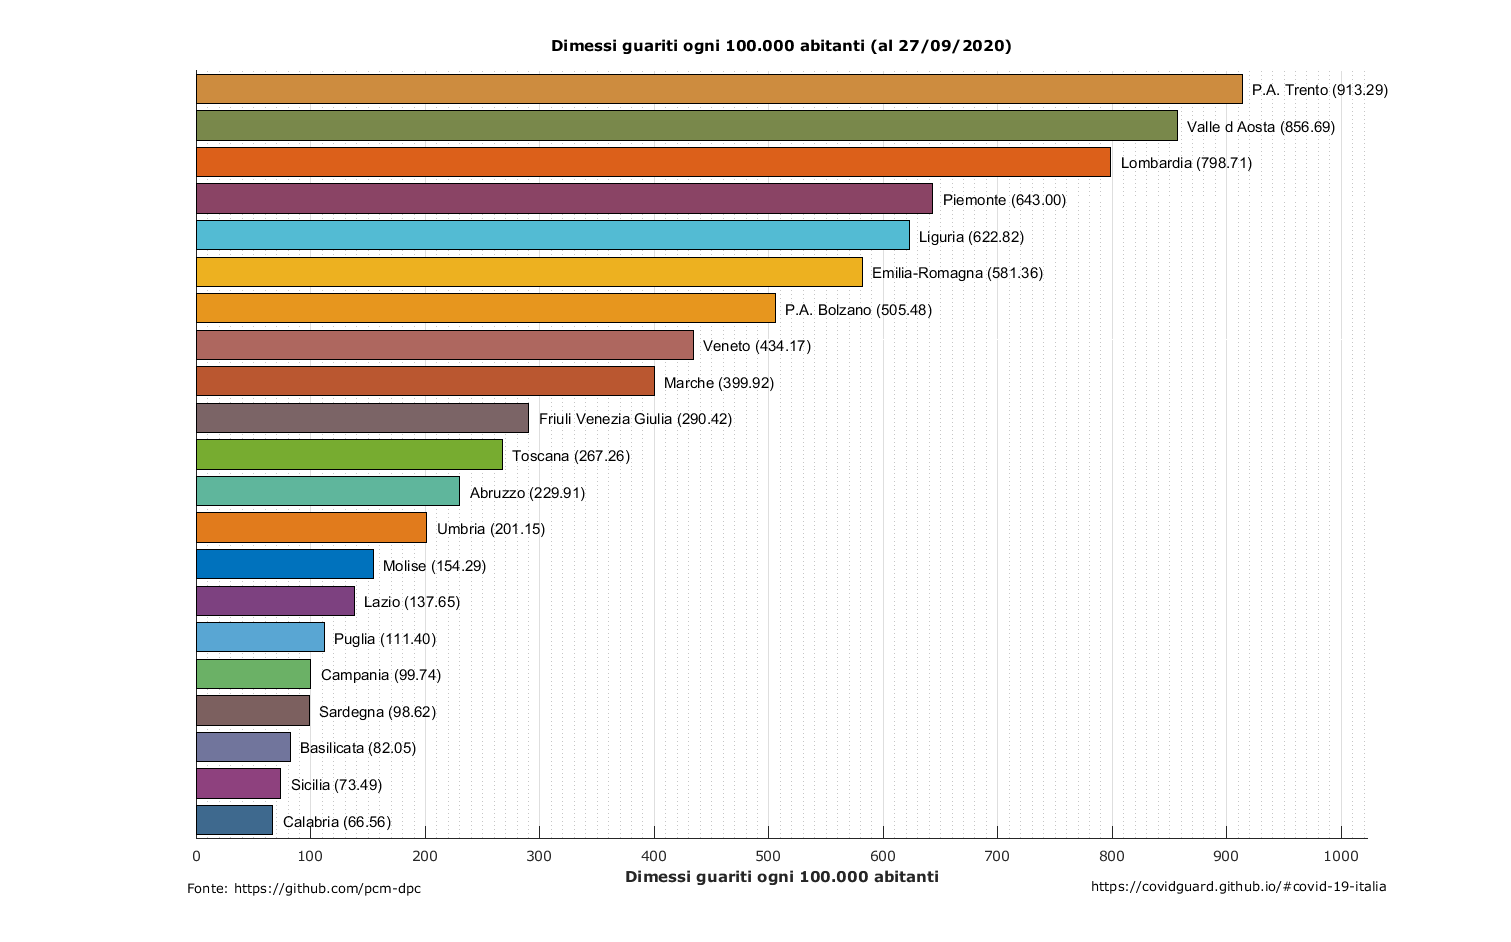 Dimessi guariti ogni 100.000 abitanti (al 27/09/2020)
P.A. Trento (913.29)
Valle d Aosta (856.69)
Lombardia (798.71)
Piemonte (643.00)
Liguria (622.82)
Emilia-Romagna (581.36)
P.A. Bolzano (505.48)
Veneto (434.17)
Marche (399.92)
Friuli Venezia Giulia (290.42)
Toscana (267.26)
Abruzzo (229.91)
Umbria (201.15)
Molise (154.29)
Lazio (137.65)
Puglia (111.40)
Campania (99.74)
Sardegna (98.62)
Basilicata (82.05)
Sicilia (73.49)
Calabria (66.56)
0 100 200 300 400 500 600 700 800 900 1000
Dimessi guariti ogni 100.000 abitanti
Fonte: https://github.com/pcm-dpc
https://covidguard.github.io/#covid-19-italia